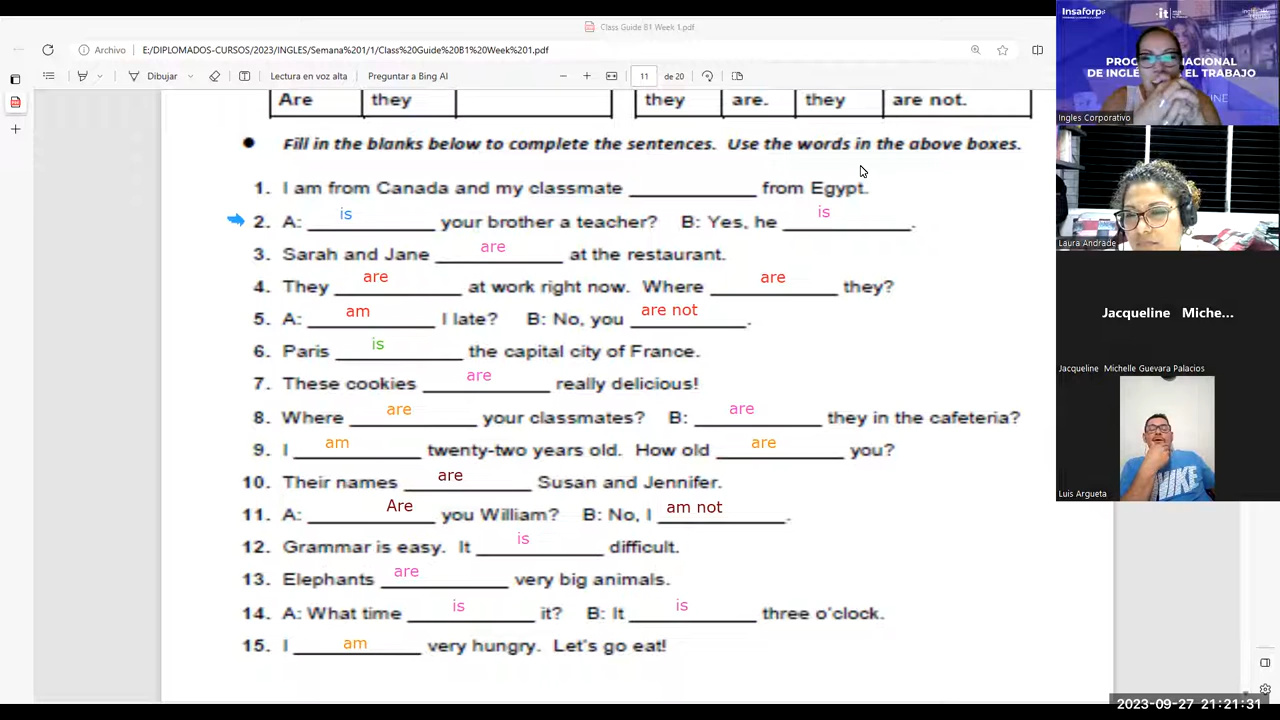 Class Guide B1 Week 1.pdf
Archivo
E:/DIPLOMADOS-CURSOS/2023/INGLES/Semana%201/1/Class%20Guide%20B1%20Week%201.pdf
Dibujar
Lectura en voz alta
Preguntar a Bing AI
11
de 20
Are they
they are. they are not.
Fill in the blanks below to complete the sentences. Use the words in the above boxes.
1. I am from Canada and my classmate ____________ from Egypt.
2. A: is your brother a teacher? B: Yes, he is.
3. Sarah and Jane are at the restaurant.
4. They are at work right now. Where are they?
5. A: am I late? B: No, you are not.
6. Paris is the capital city of France.
7. These cookies are really delicious!
8. Where are your classmates? B: are they in the cafeteria?
9. I am twenty-two years old. How old are you?
10. Their names are Susan and Jennifer.
11. A: Are you William? B: No, I am not.
12. Grammar is easy. It is difficult.
13. Elephants are very big animals.
14. A: What time is it? B: It is three o'clock.
15. I am very hungry. Let's go eat!
Insaforp
it
Ingles Corporativo
Laura Andrade
Jacqueline Miche...
Jacqueline Michelle Guevara Palacios
Luis Argueta
2023-09-27 21:21:31